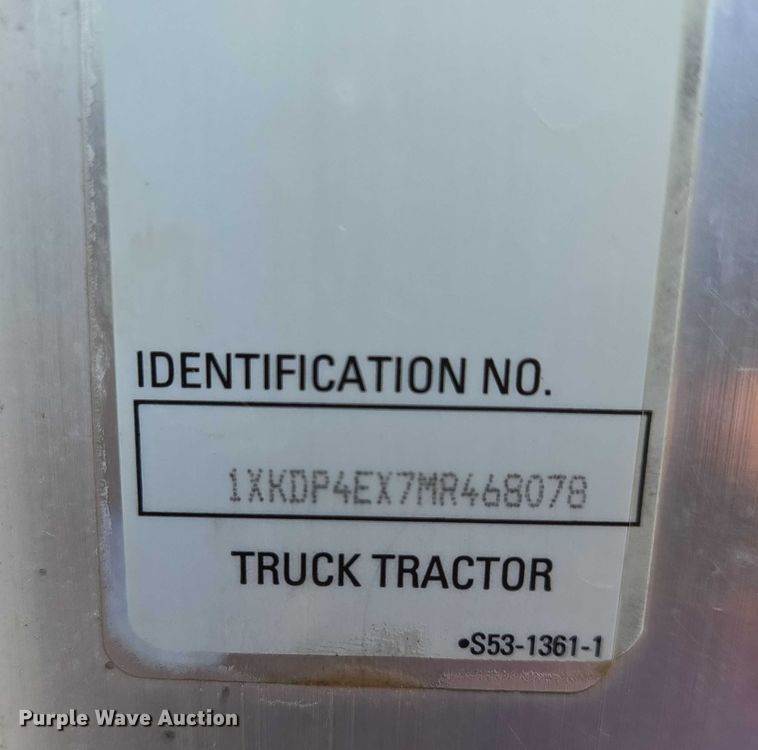 IDENTIFICATION NO.
1XKDP4EX7MR468078
TRUCK TRACTOR
•S53-1361-1
Purple Wave Auction